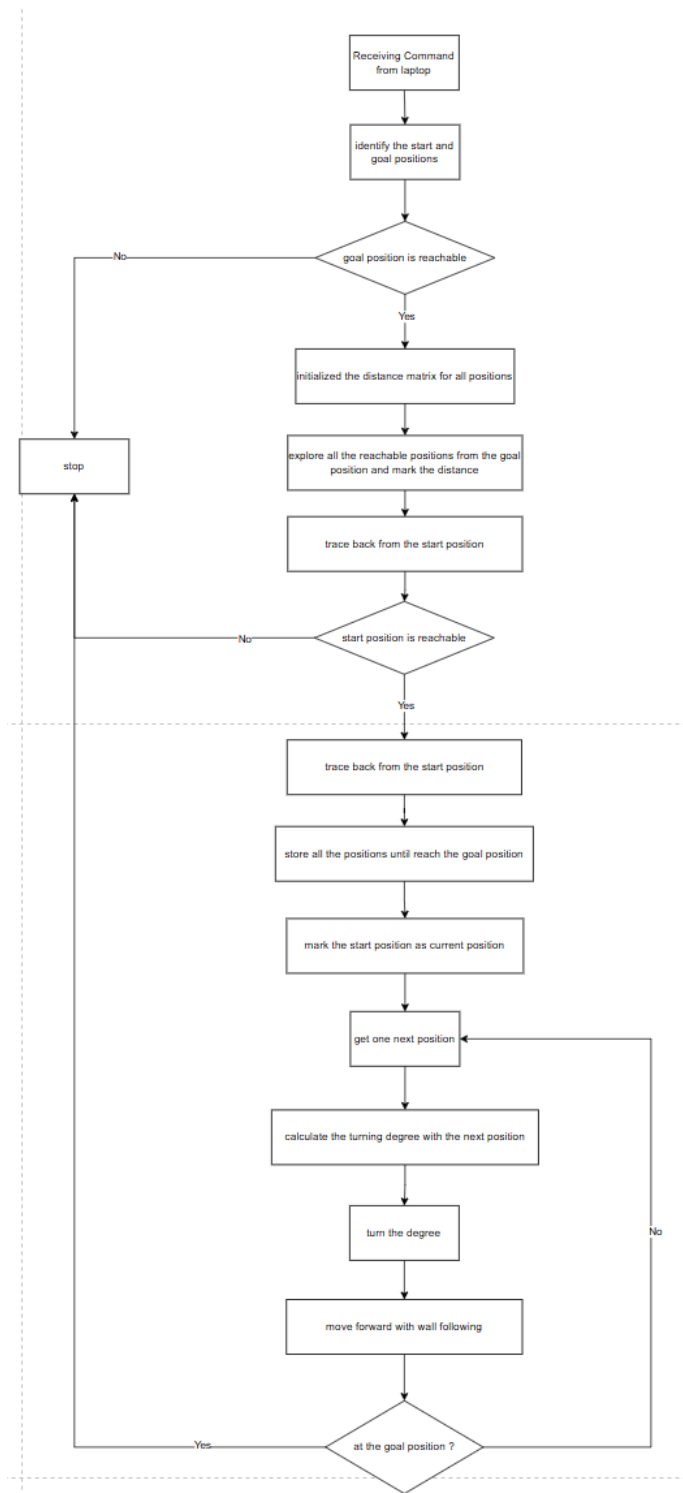 Receiving Command
from laptop
identify the start and
goal positions
goal position is reachable
No
Yes
initialized the distance matrix for all positions
explore all the reachable positions from the goal
position and mark the distance
stop
trace back from the start position
start position is reachable
No
Yes
trace back from the start position
store all the positions until reach the goal position
mark the start position as current position
get one next position
calculate the turning degree with the next position
turn the degree
No
move forward with wall following
at the goal position ?
Yes